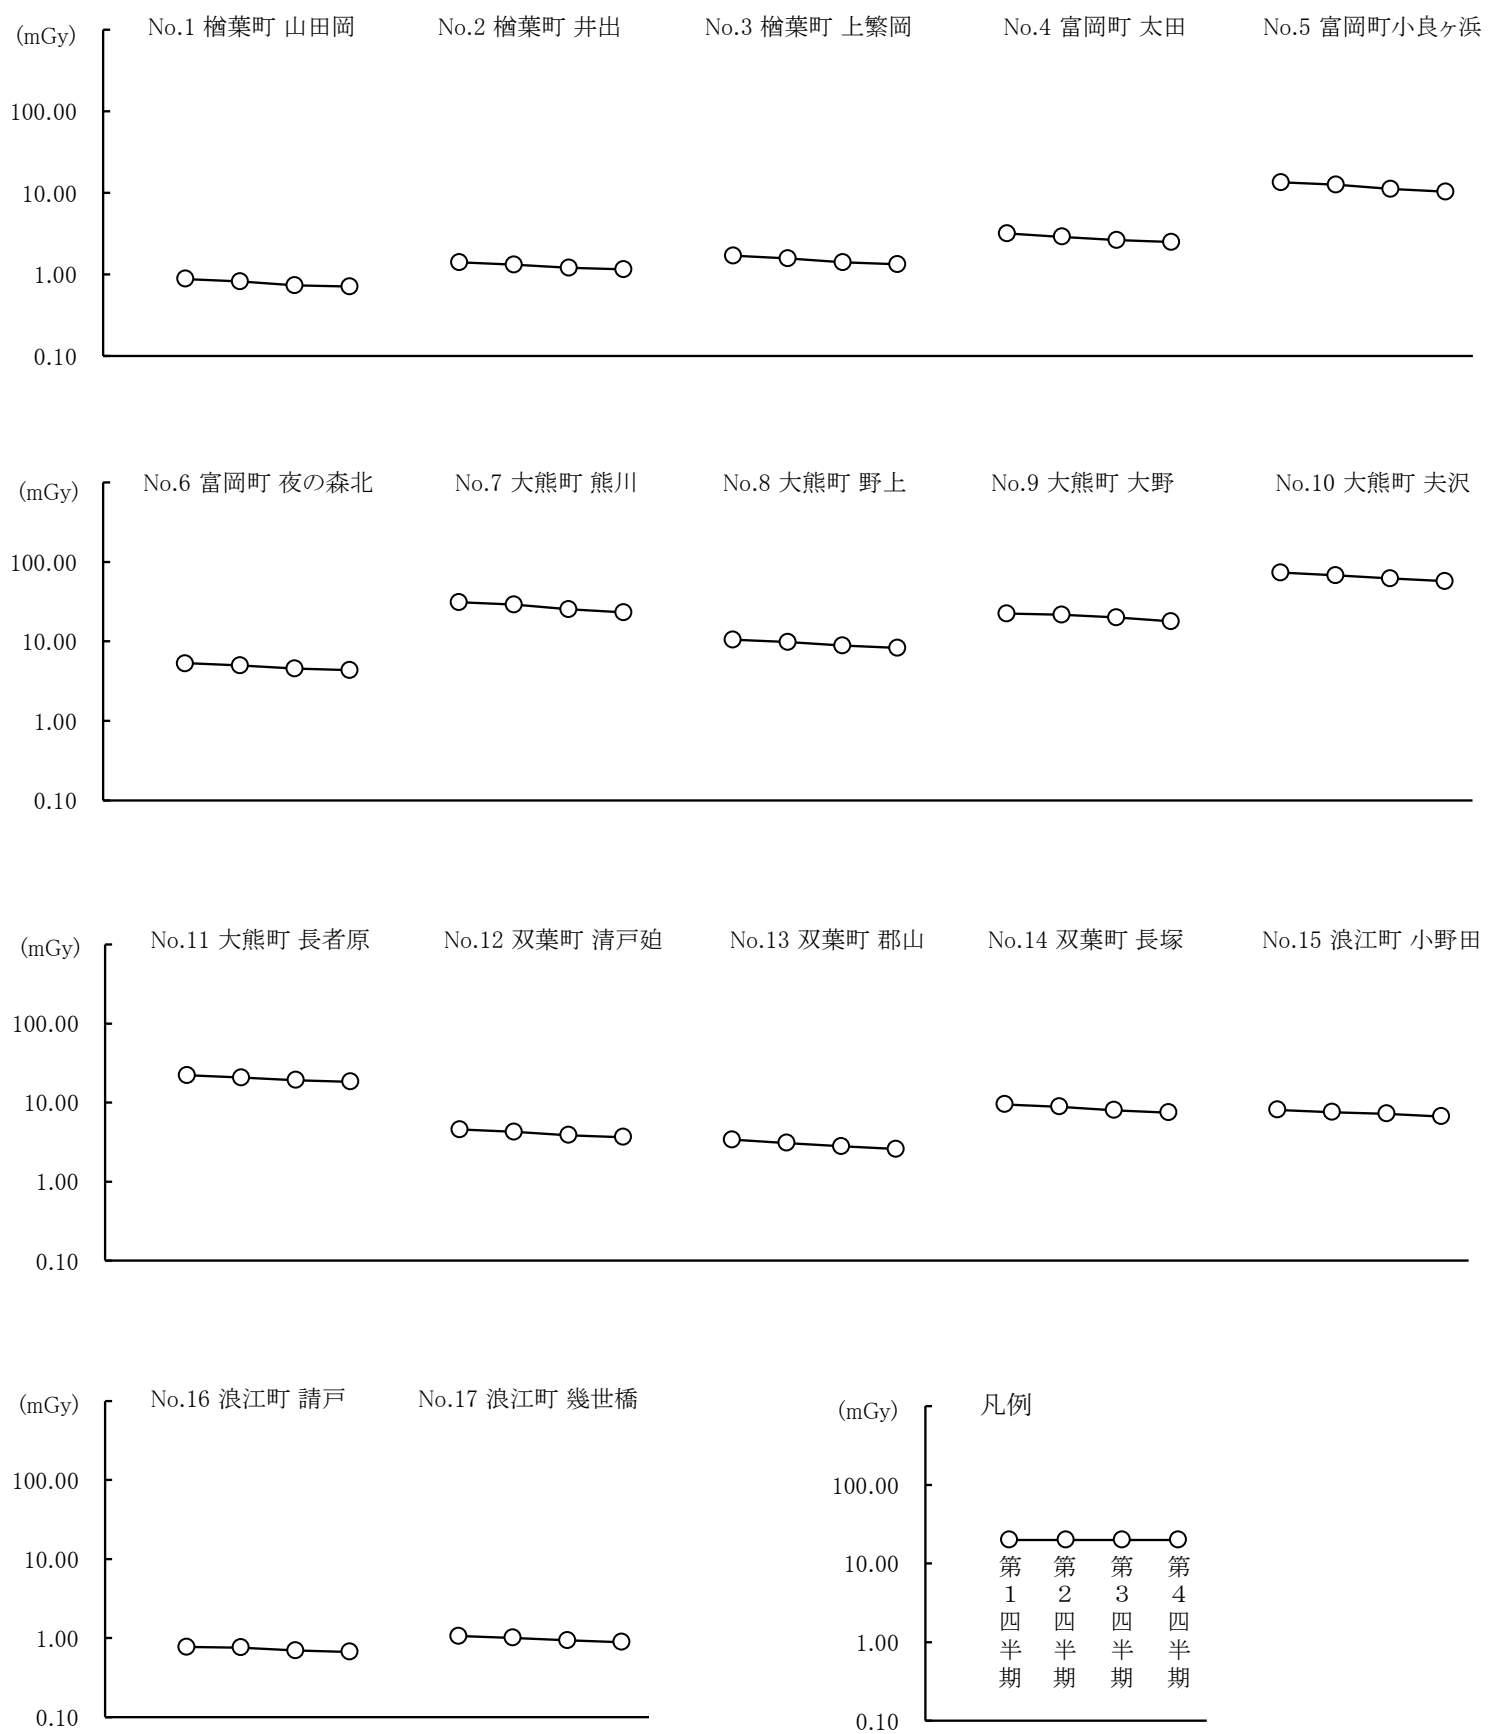 (mGy)
No.1 楢葉町 山田岡
No.2 楢葉町 井出
No.3 楢葉町 上繁岡
No.4 富岡町 太田
No.5 富岡町小良ヶ浜
100.00
10.00
1.00
0.10
(mGy)
No.6 富岡町 夜の森北
No.7 大熊町 熊川
No.8 大熊町 野上
No.9 大熊町 大野
No.10 大熊町 夫沢
100.00
10.00
1.00
0.10
(mGy)
No.11 大熊町 長者原
No.12 双葉町 清戸廹
No.13 双葉町 郡山
No.14 双葉町 長塚
No.15 浪江町 小野田
100.00
10.00
1.00
0.10
(mGy)
No.16 浪江町 請戸
No.17 浪江町 幾世橋
100.00
10.00
1.00
0.10
(mGy)
凡例
100.00
10.00
1.00
0.10
第1四半期
第2四半期
第3四半期
第4四半期